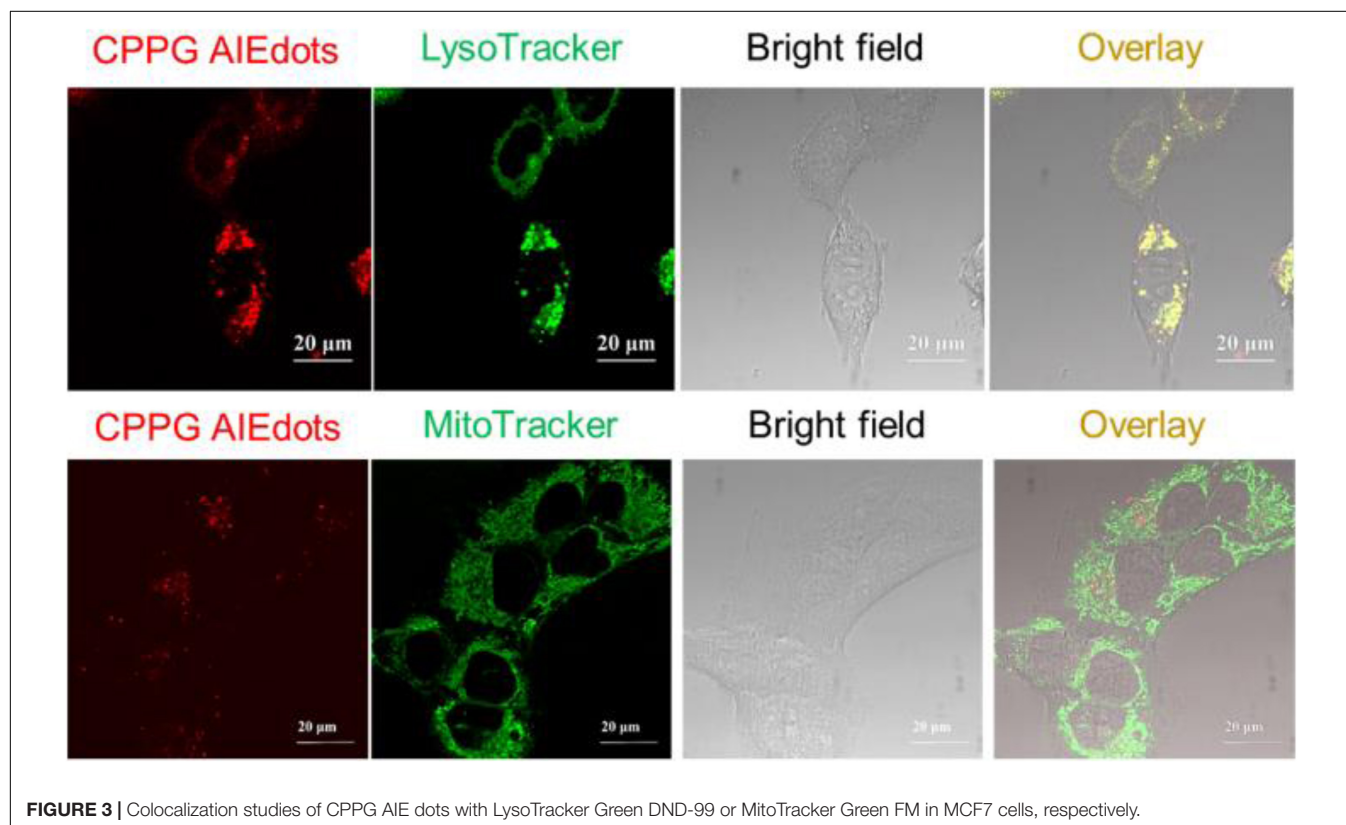 CPPG AIEdots LysoTracker Bright field Overlay
20 µm 20 µm 20 µm 20 µm
CPPG AIEdots MitoTracker Bright field Overlay
20 µm 20 µm 20 µm 20 µm
FIGURE 3 | Colocalization studies of CPPG AIE dots with LysoTracker Green DND-99 or MitoTracker Green FM in MCF7 cells, respectively.